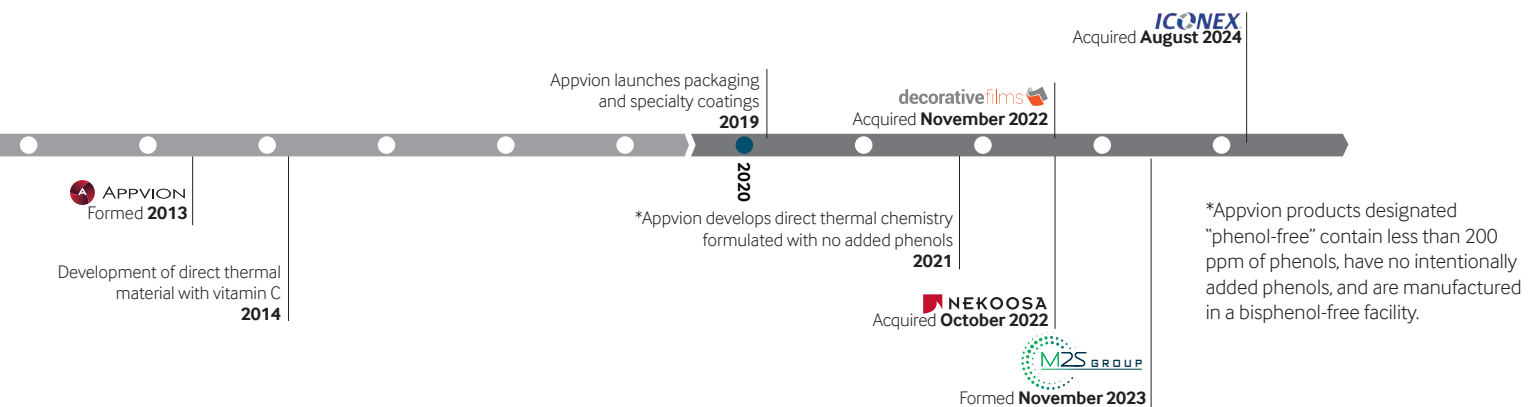 APPVION
Formed 2013
Development of direct thermal
material with vitamin C
2014
Appvion launches packaging
and specialty coatings
2019
2020
*Appvion develops direct thermal chemistry
formulated with no added phenols
2021
decorativefilms
Acquired November 2022
NEKOOSA
Acquired October 2022
M2S GROUP
Formed November 2023
ICONEX
Acquired August 2024
*Appvion products designated
“phenol-free” contain less than 200
ppm of phenols, have no intentionally
added phenols, and are manufactured
in a bisphenol-free facility.